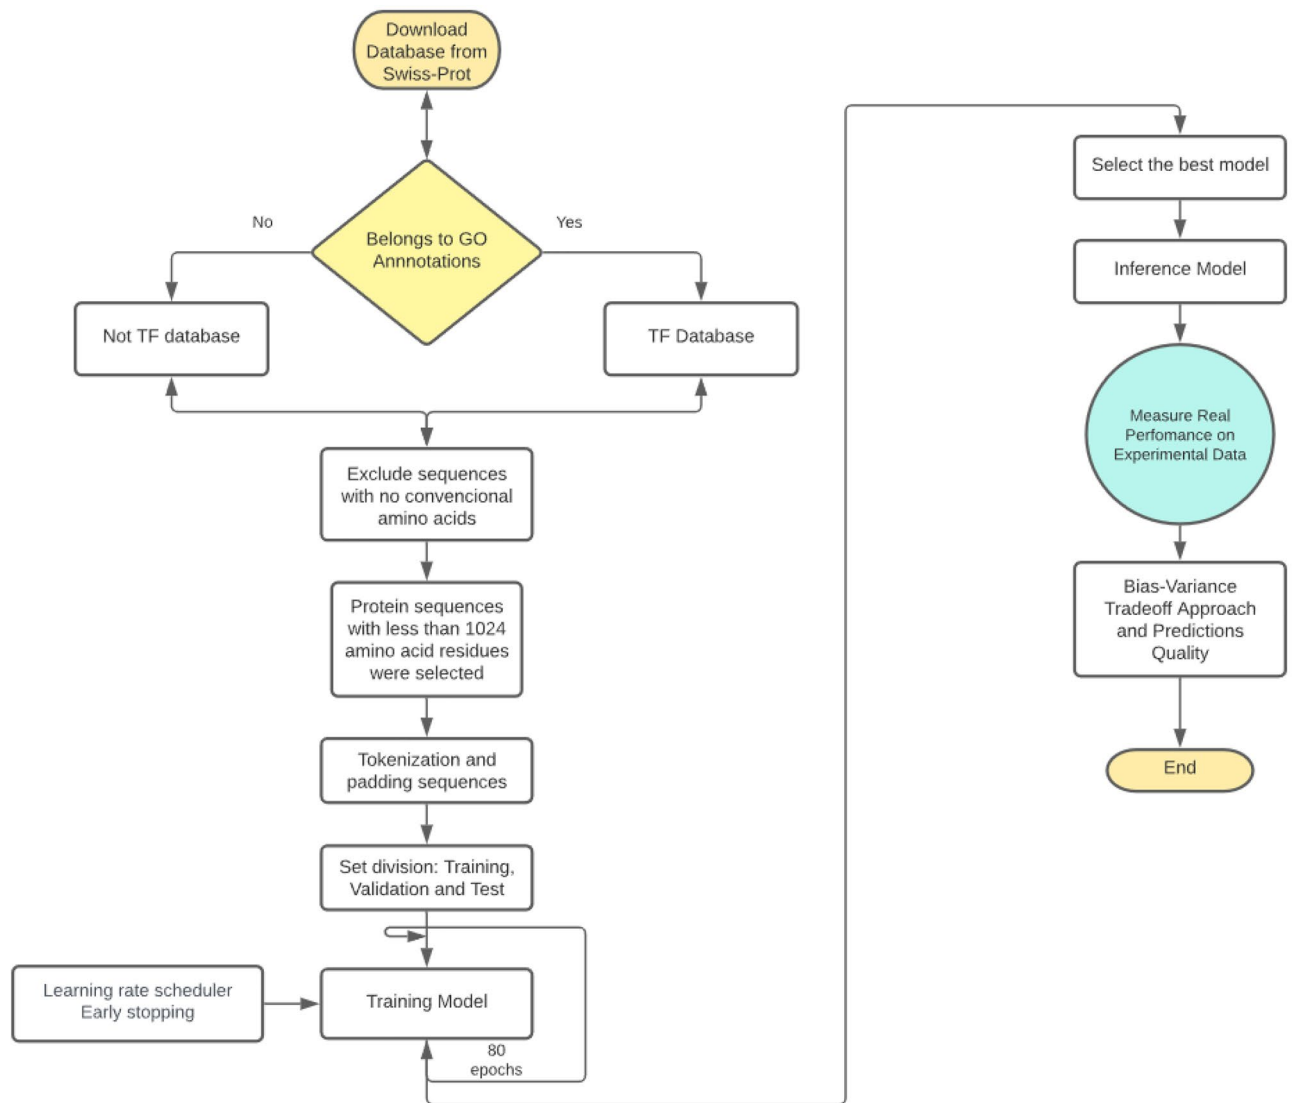 Download
Database from
Swiss-Prot
No
Yes
Belongs to GO
Annnotations
Not TF database
TF Database
Exclude sequences
with no convencional
amino acids
Protein sequences
with less than 1024
amino acid residues
were selected
Tokenization and
padding sequences
Set division: Training,
Validation and Test
Learning rate scheduler
Early stopping
Training Model
80
epochs
Select the best model
Inference Model
Measure Real
Perfomance on
Experimental Data
Bias-Variance
Tradeoff Approach
and Predictions
Quality
End